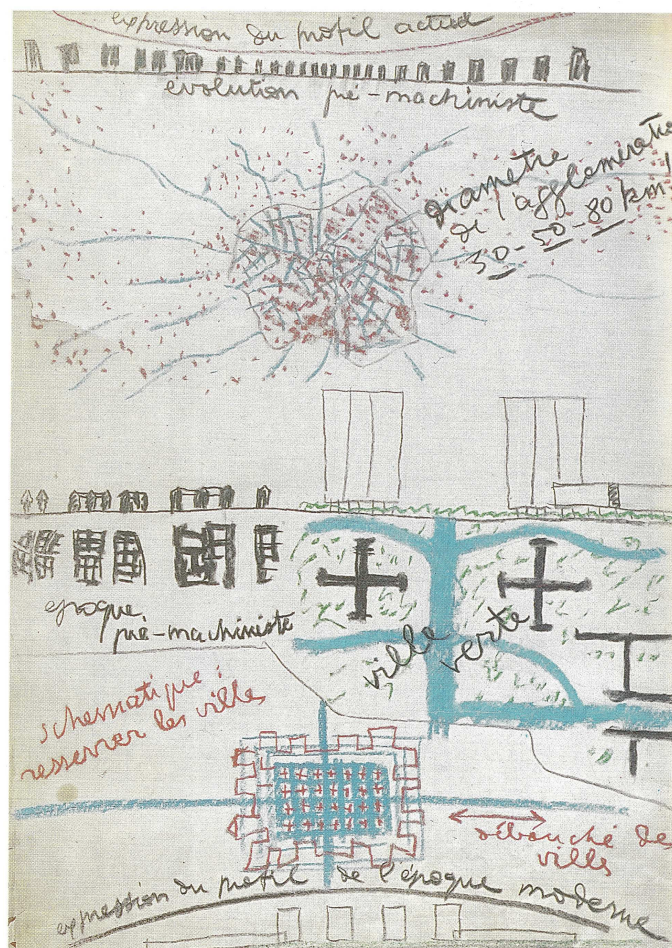 expression du profil actuel
évolution pré-machiniste
diamètre
de l'agglomération
30-50-80 km
époque
pré-machiniste
ville
verte
schématique :
resserrer les villes
débouché des
villes
expression du profil de l'époque moderne